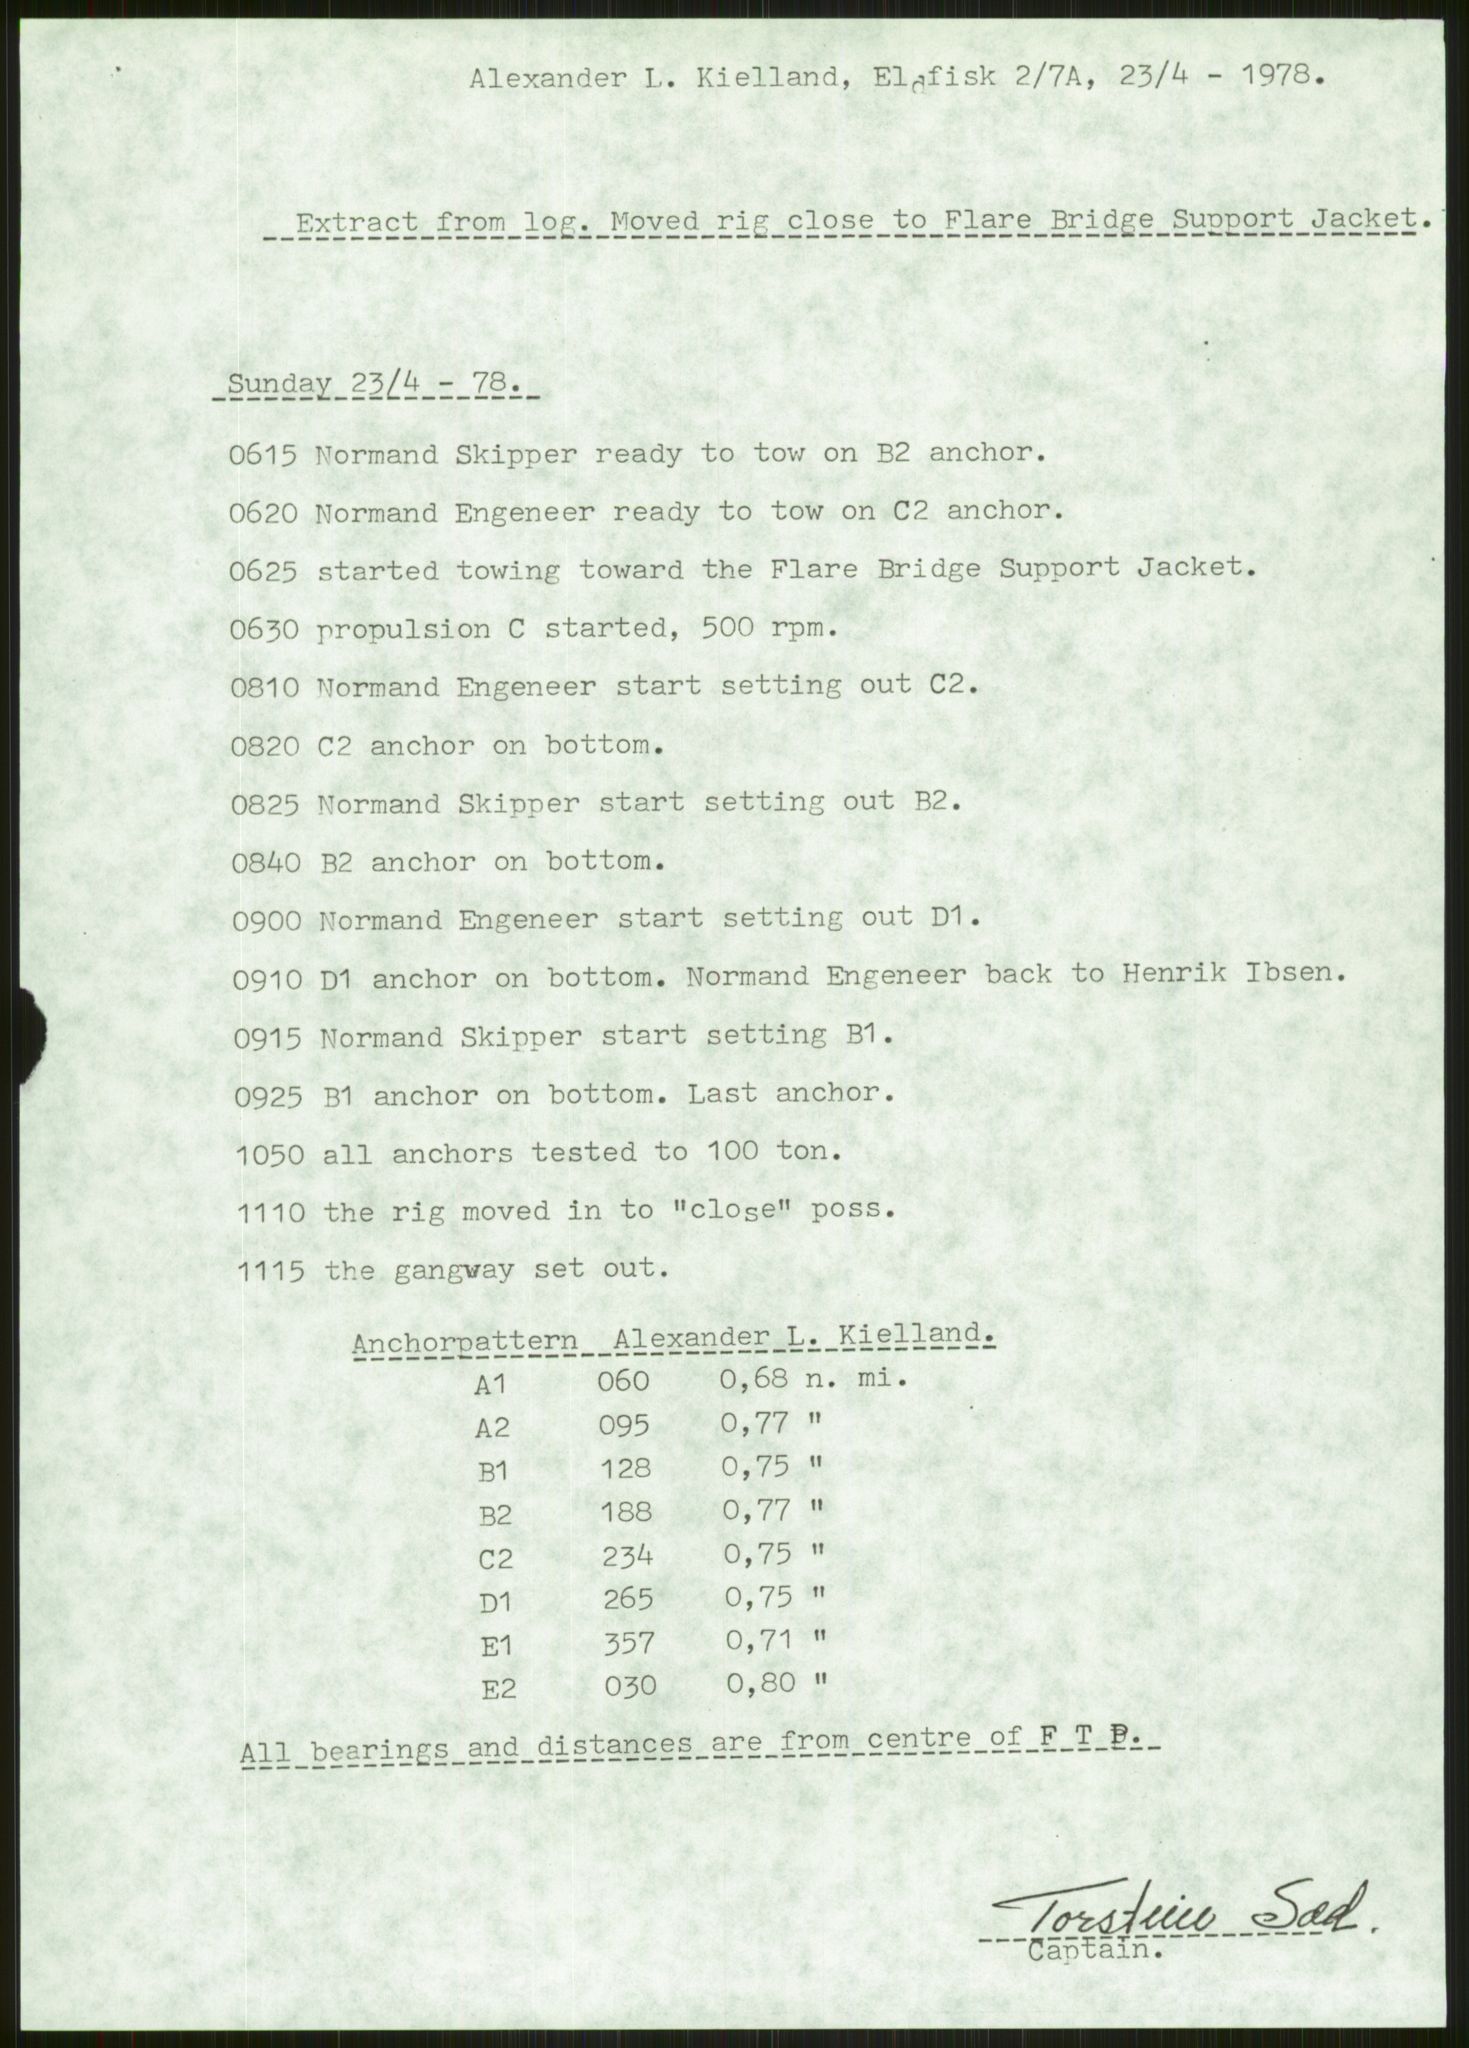 Alexander L. Kielland, Eldfisk 2/7A, 23/4 - 1978.
Extract from log. Moved rig close to Flare Bridge Support Jacket.
Sunday 23/4 - 78.
0615 Normand Skipper ready to tow on B2 anchor.
0620 Normand Engeneer ready to tow on C2 anchor.
0625 started towing toward the Flare Bridge Support Jacket.
0630 propulsion C started, 500 rpm.
0810 Normand Engeneer start setting out C2.
0820 C2 anchor on bottom.
0825 Normand Skipper start setting out B2.
0840 B2 anchor on bottom.
0900 Normand Engeneer start setting out D1.
0910 D1 anchor on bottom. Normand Engeneer back to Henrik Ibsen.
0915 Normand Skipper start setting B1.
0925 B1 anchor on bottom. Last anchor.
1050 all anchors tested to 100 ton.
1110 the rig moved in to "close" poss.
1115 the gangway set out.
Anchorpattern Alexander L. Kielland.
A1 060 0,68 n. mi.
A2 095 0,77 "
B1 128 0,75 "
B2 188 0,77 "
C2 234 0,75 "
D1 265 0,75 "
E1 357 0,71 "
E2 030 0,80 "
All bearings and distances are from centre of F T P.
Torstein Sæd.
Captain.